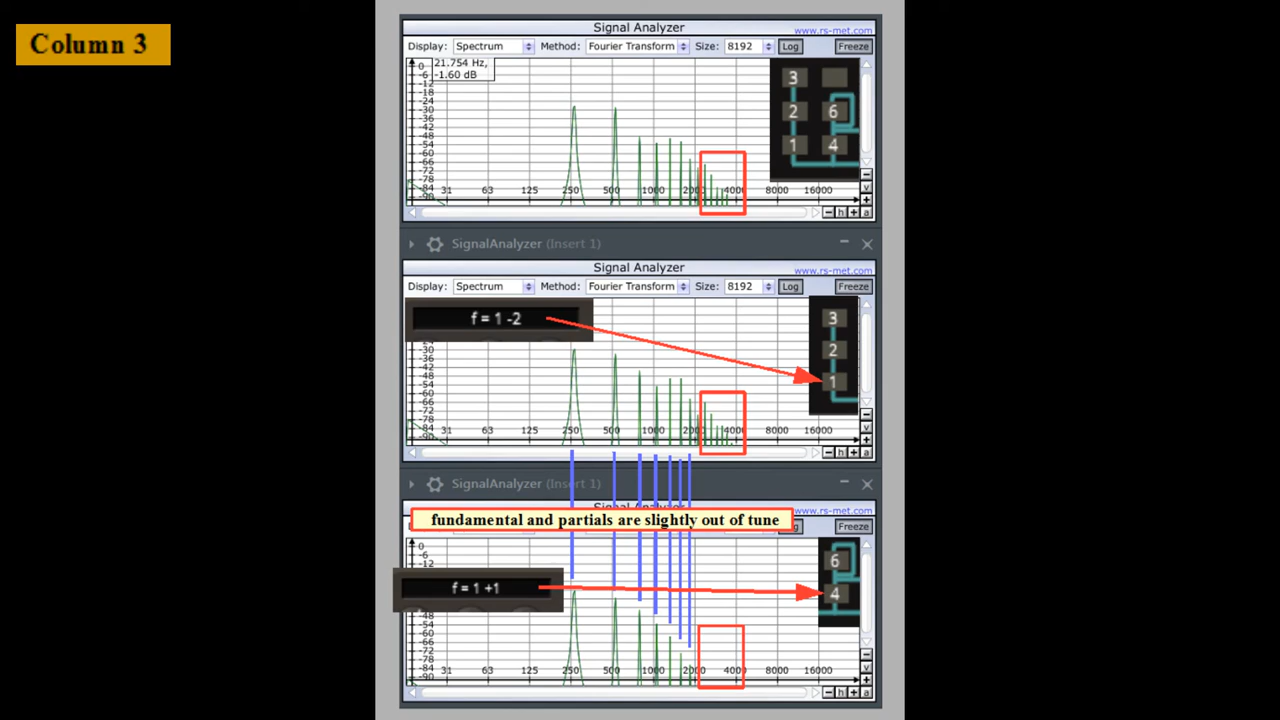 Column 3
Signal Analyzer
www.rs-met.com
Display: Spectrum Method: Fourier Transform Size: 8192 Log Freeze
21.754 Hz,
-1.60 dB
0
-6
-12
-18
-24
-30
-36
-42
-48
-54
-60
-66
-72
-78
-84
-90
31 63 125 250 500 1000 2000 4000 8000 16000
3
2 6
1 4
- h + a
- v +
SignalAnalyzer (Insert 1)
Signal Analyzer
www.rs-met.com
Display: Spectrum Method: Fourier Transform Size: 8192 Log Freeze
f = 1 -2
-30
-36
-42
-48
-54
-60
-66
-72
-78
-84
-90
31 63 125 250 500 1000 2000 4000 8000 16000
3
2
1
- h + a
- v +
SignalAnalyzer (Insert 1)
fundamental and partials are slightly out of tune
Freeze
0
-6
-12
f = 1 +1
-48
-54
-60
-66
-72
-78
-84
-90
31 63 125 250 500 1000 2000 4000 8000 16000
6
4
- h + a
- v +